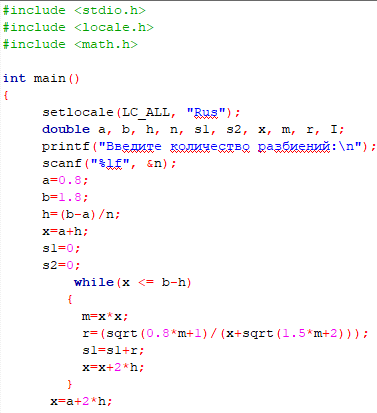 #include <stdio.h>
#include <locale.h>
#include <math.h>
int main()
{
setlocale(LC_ALL, "Rus");
double a, b, h, n, s1, s2, x, m, r, I;
printf("Введите количество разбиений:\n");
scanf("%lf", &n);
a=0.8;
b=1.8;
h=(b-a)/n;
x=a+h;
s1=0;
s2=0;
while(x <= b-h)
{
m=x*x;
r=(sqrt(0.8*m+1)/(x+sqrt(1.5*m+2)));
s1=s1+r;
x=x+2*h;
}
x=a+2*h;